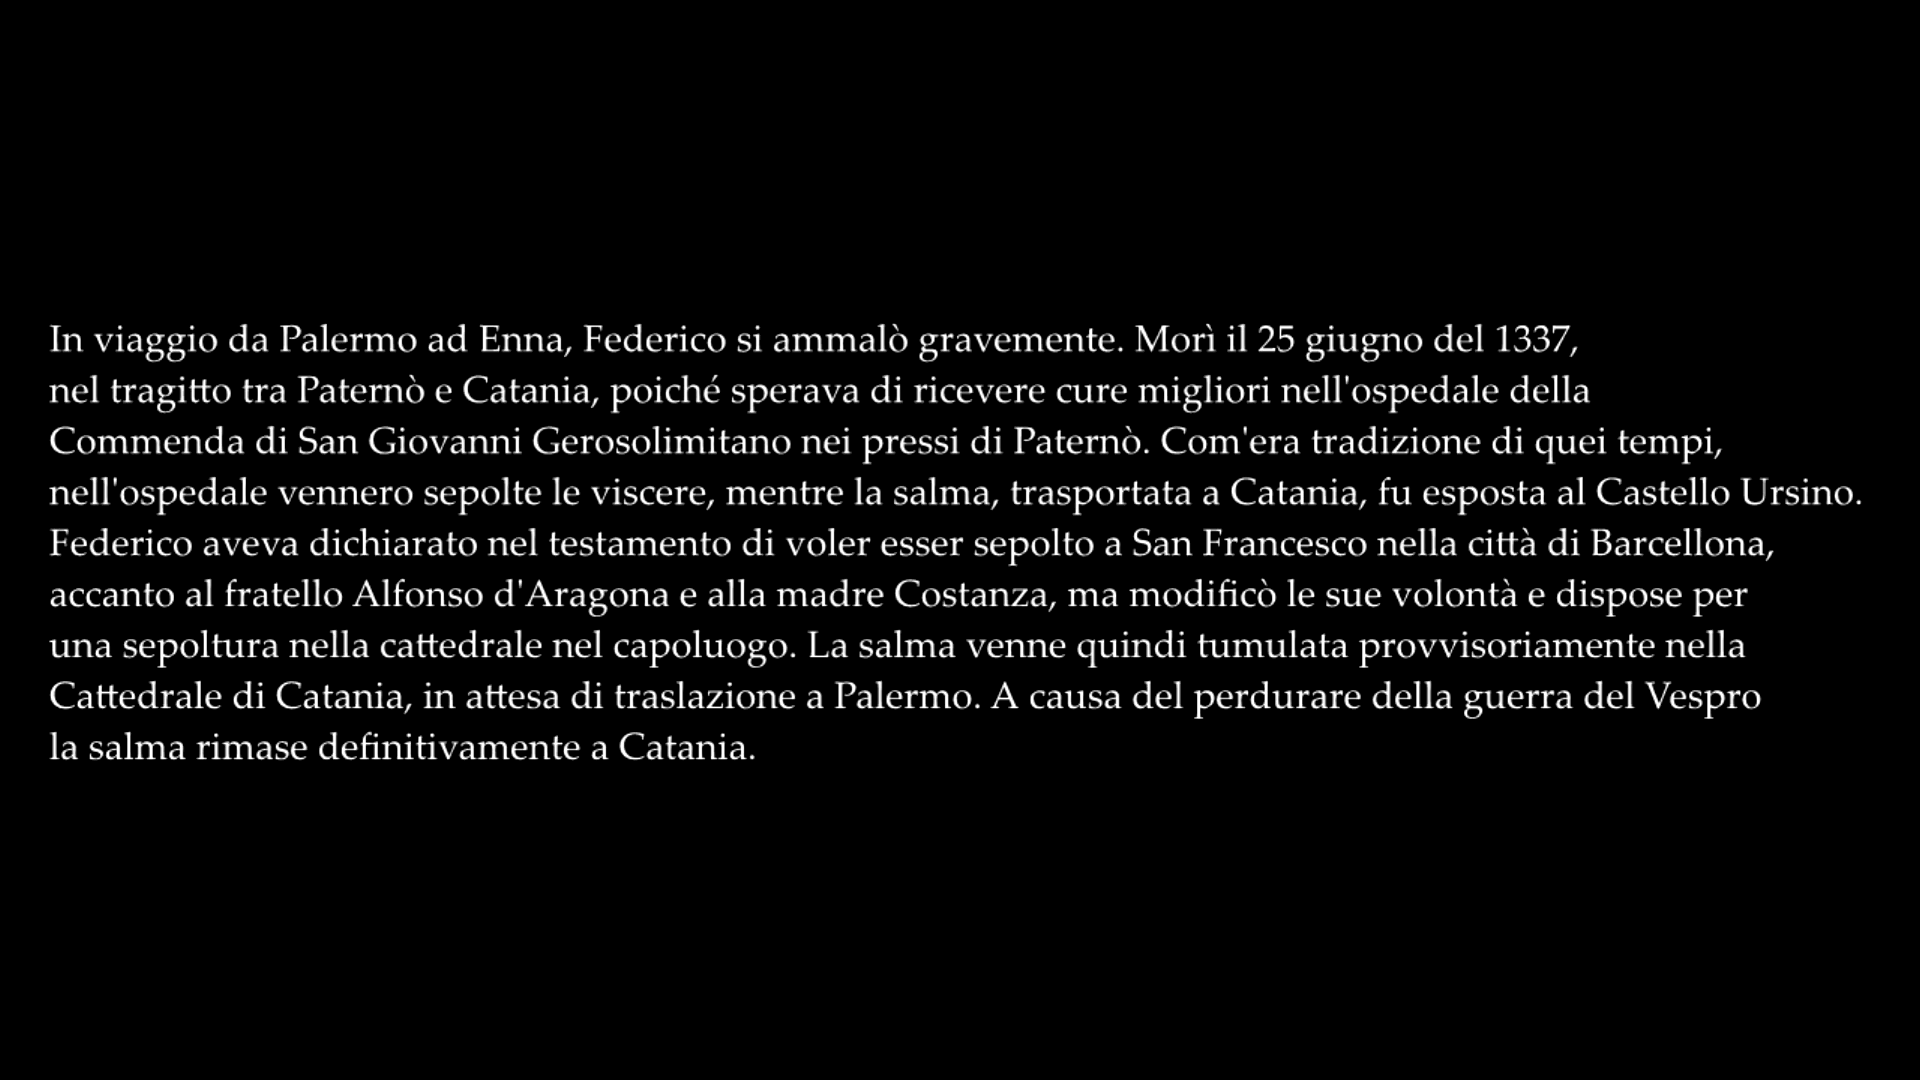 In viaggio da Palermo ad Enna, Federico si ammalò gravemente. Morì il 25 giugno del 1337,
nel tragitto tra Paternò e Catania, poiché sperava di ricevere cure migliori nell'ospedale della
Commenda di San Giovanni Gerosolimitano nei pressi di Paternò. Com'era tradizione di quei tempi,
nell'ospedale vennero sepolte le viscere, mentre la salma, trasportata a Catania, fu esposta al Castello Ursino.
Federico aveva dichiarato nel testamento di voler esser sepolto a San Francesco nella città di Barcellona,
accanto al fratello Alfonso d'Aragona e alla madre Costanza, ma modificò le sue volontà e dispose per
una sepoltura nella cattedrale nel capoluogo. La salma venne quindi tumulata provvisoriamente nella
Cattedrale di Catania, in attesa di traslazione a Palermo. A causa del perdurare della guerra del Vespro
la salma rimase definitivamente a Catania.